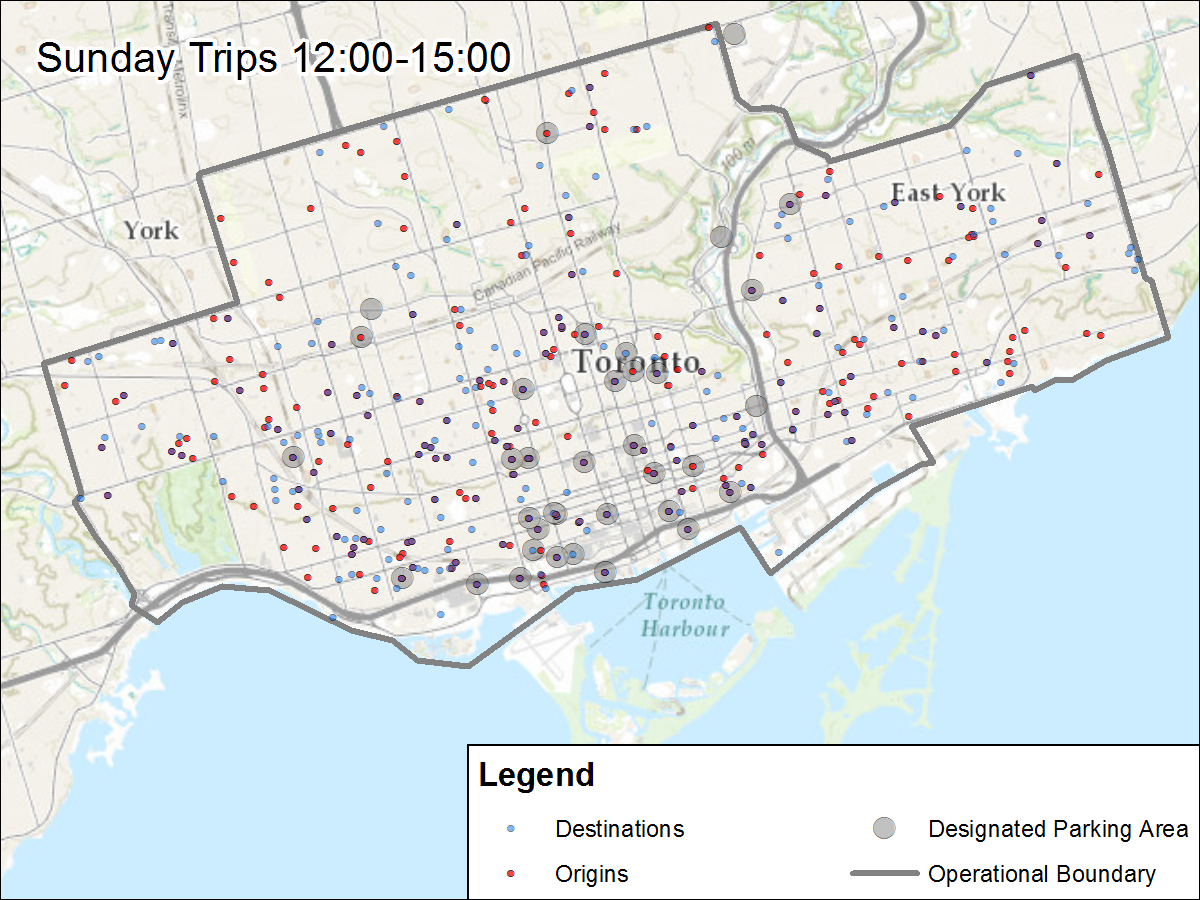 Sunday Trips 12:00-15:00
East York
York
Canadian Pacific Railway
Toronto
Toronto
Harbour
Legend
Destinations
Designated Parking Area
Origins
Operational Boundary